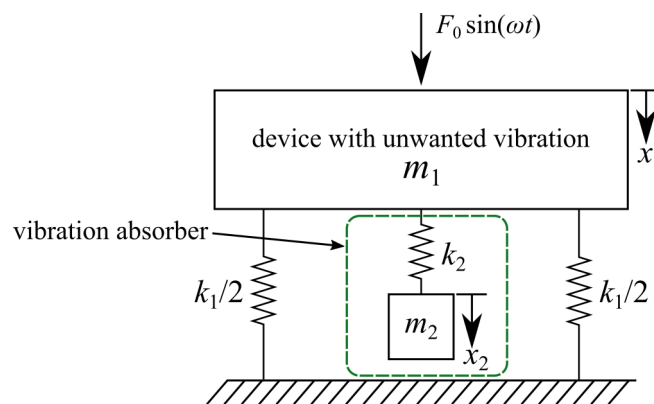 F₀ sin(ωt)
device with unwanted vibration
m₁
x
vibration absorber
k₂
k₁/2
k₁/2
m₂
x₂